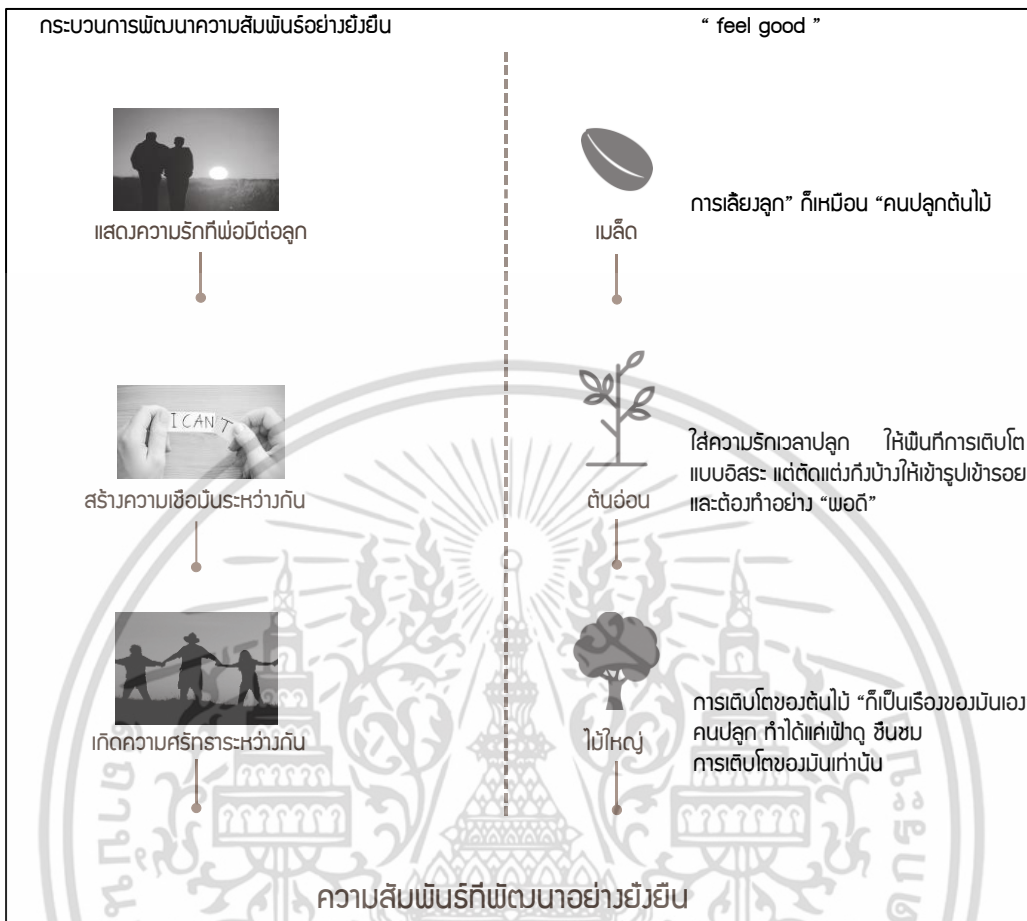 กระบวนการพัฒนาความสัมพันธ์อย่างยั่งยืน
แสดงความรักที่พ่อมีต่อลูก
I CAN T
สร้างความเชื่อมั่นระหว่างกัน
เกิดความศรัทธาระหว่างกัน
“ feel good ”
เมล็ด
การเลี้ยงลูก” ก็เหมือน “คนปลูกต้นไม้
ต้นอ่อน
ใส่ความรักเวลาปลูก ให้พื้นที่การเติบโต
แบบอิสระ แต่ตัดแต่งกิ่งบ้างให้เข้ารูปเข้ารอย
และต้องทำอย่าง “พอดี”
ไม้ใหญ่
การเติบโตของต้นไม้ “ก็เป็นเรื่องของมันเอง
คนปลูก ทำได้แค่เฝ้าดู ชื่นชม
การเติบโตของมันเท่านั้น
ความสัมพันธ์ที่พัฒนาอย่างยั่งยืน